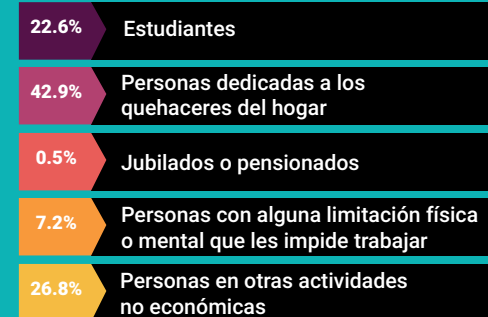 22.6% Estudiantes
42.9% Personas dedicadas a los
quehaceres del hogar
0.5% Jubilados o pensionados
7.2% Personas con alguna limitación física
o mental que les impide trabajar
26.8% Personas en otras actividades
no económicas